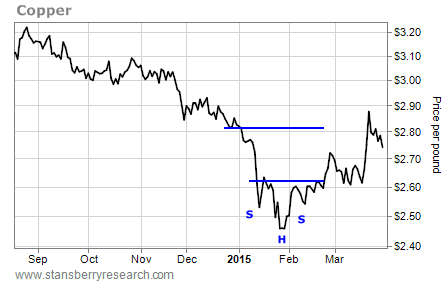 Copper
$3.20
$3.10
$3.00
$2.90
$2.80
$2.70
$2.60
$2.50
$2.40
Price per pound
S
H
S
Sep Oct Nov Dec 2015 Feb Mar
www.stansberryresearch.com